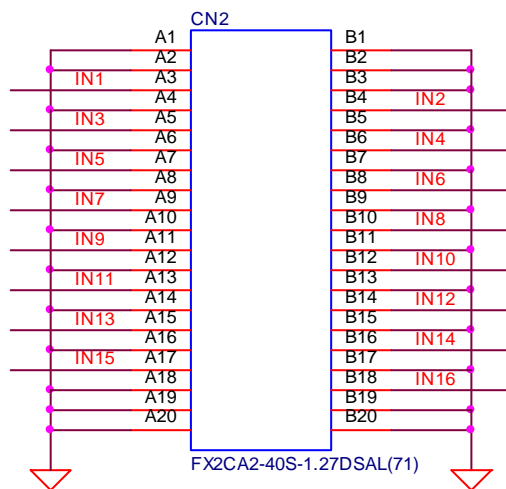 CN2
A1 B1
A2 B2
IN1 A3 B3
A4 B4 IN2
IN3 A5 B5
A6 B6 IN4
IN5 A7 B7
A8 B8 IN6
IN7 A9 B9
A10 B10 IN8
IN9 A11 B11
A12 B12 IN10
IN11 A13 B13
A14 B14 IN12
IN13 A15 B15
A16 B16 IN14
IN15 A17 B17
A18 B18 IN16
A19 B19
A20 B20
FX2CA2-40S-1.27DSAL(71)